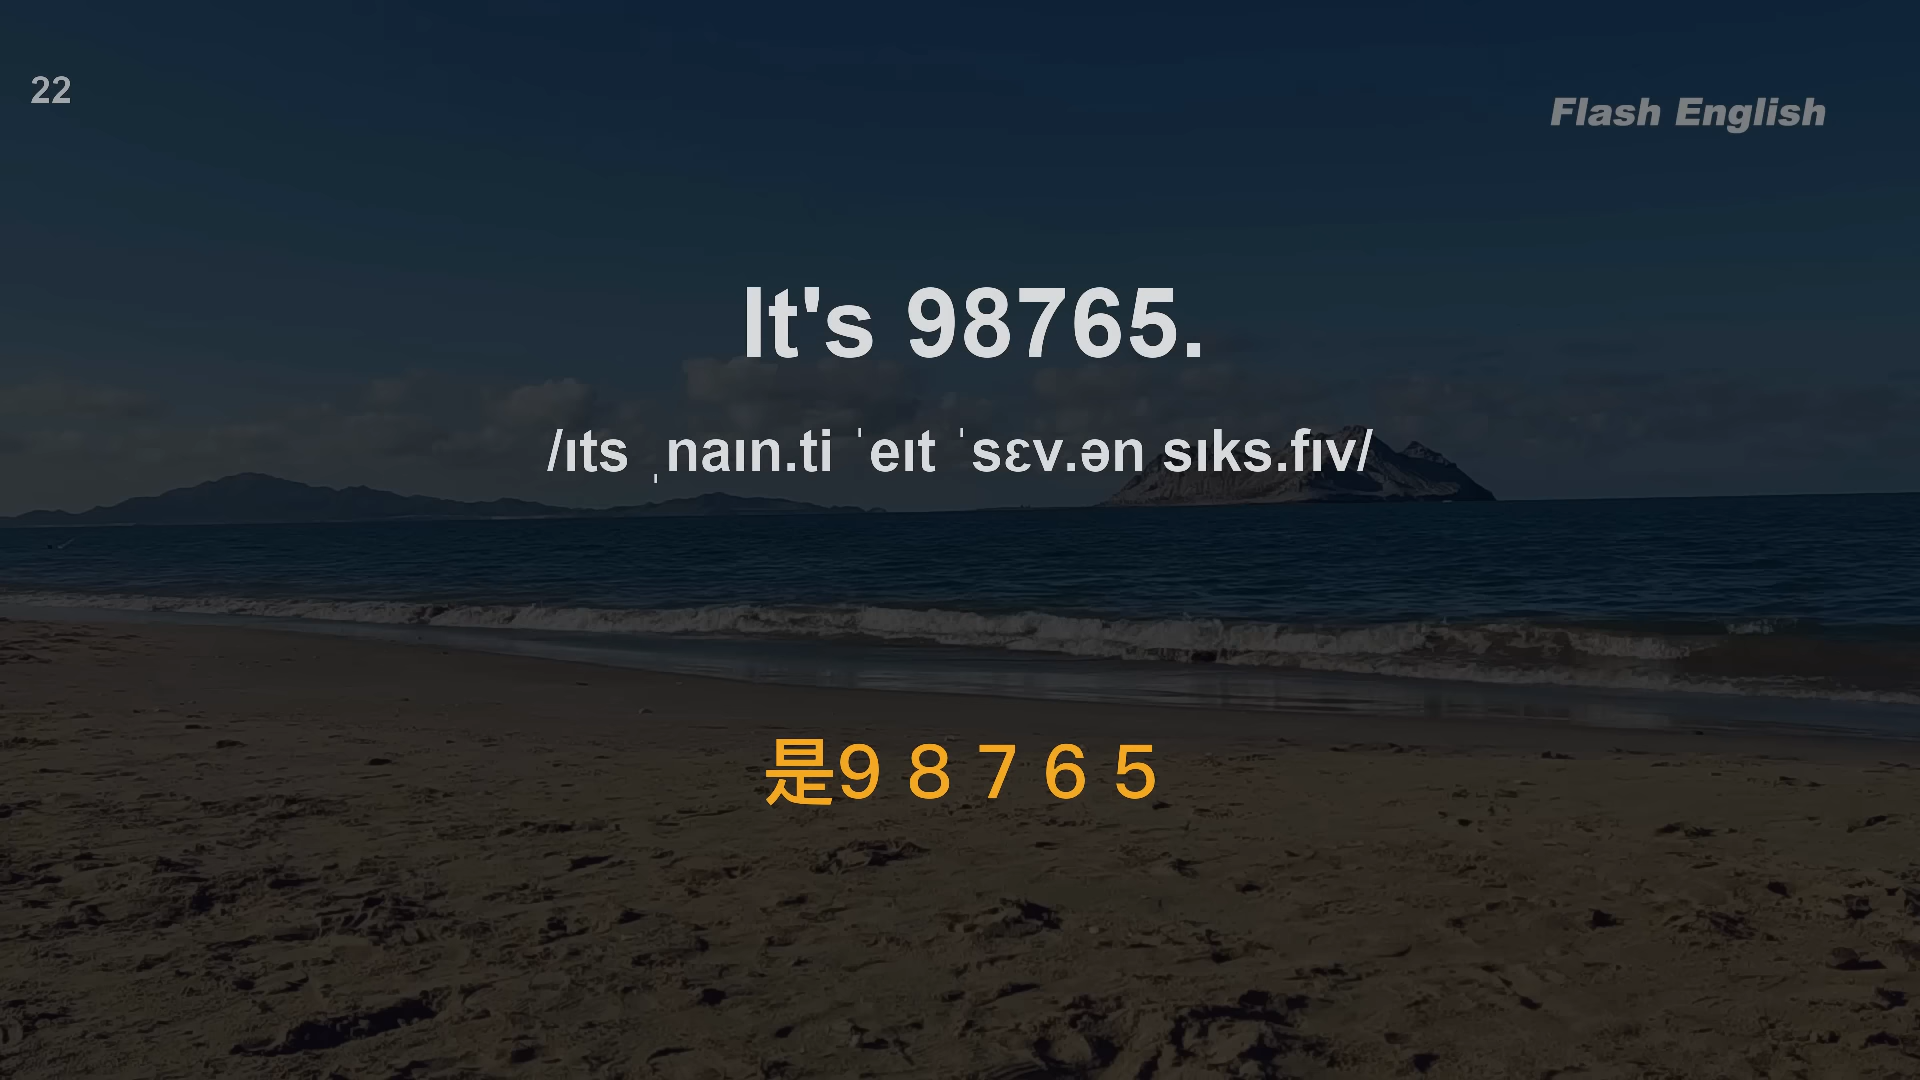 22
Flash English
It's 98765.
/ɪts ˌnaɪn.ti ˈeɪt ˈsɛv.ən sɪks.fɪv/
是9 8 7 6 5